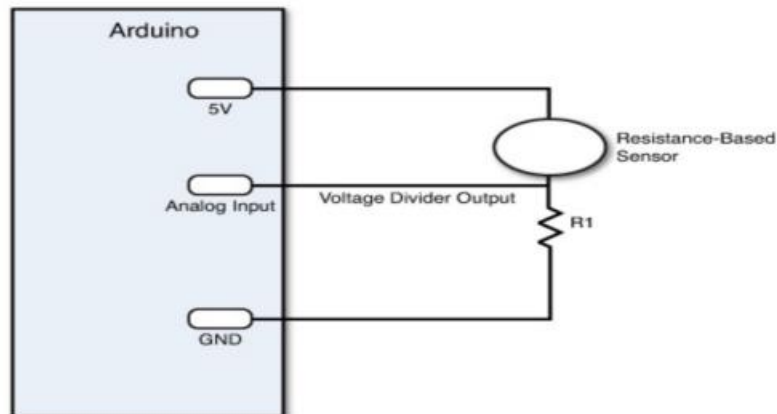 Arduino
5V
Resistance-Based
Sensor
Analog Input
Voltage Divider Output
R1
GND